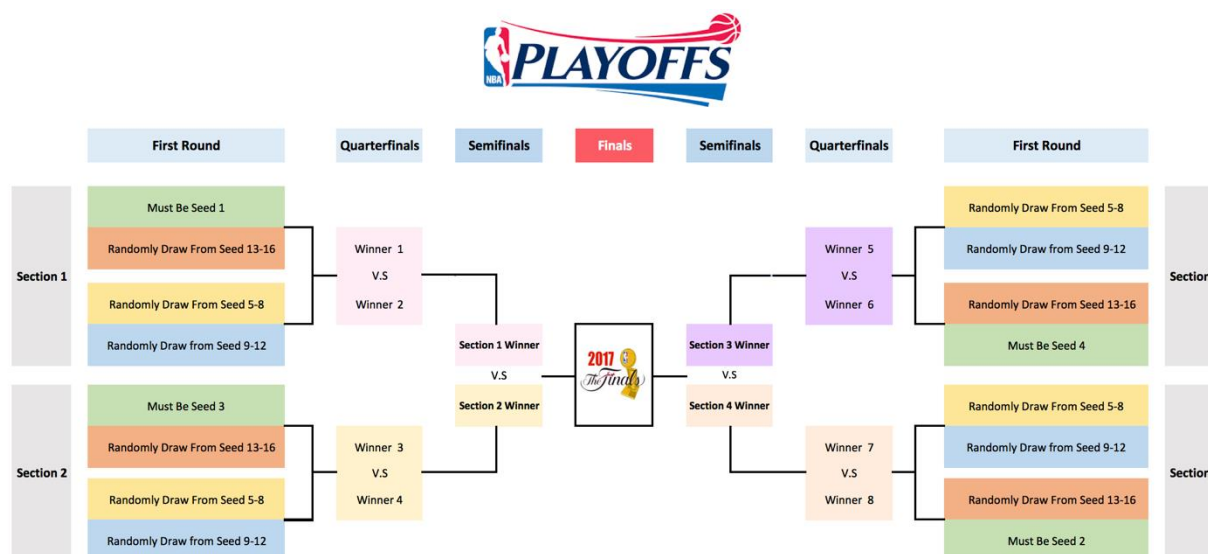 NBA
PLAYOFFS
First Round
Quarterfinals
Semifinals
Finals
Semifinals
Quarterfinals
First Round
Section 1
Must Be Seed 1
Randomly Draw From Seed 13-16
Randomly Draw From Seed 5-8
Randomly Draw from Seed 9-12
Winner 1
V.S
Winner 2
Section 2
Must Be Seed 3
Randomly Draw From Seed 13-16
Randomly Draw From Seed 5-8
Randomly Draw from Seed 9-12
Winner 3
V.S
Winner 4
Section 1 Winner
V.S
Section 2 Winner
2017
The Finals
Section 3 Winner
V.S
Section 4 Winner
Winner 5
V.S
Winner 6
Randomly Draw From Seed 5-8
Randomly Draw from Seed 9-12
Randomly Draw From Seed 13-16
Must Be Seed 4
Section
Winner 7
V.S
Winner 8
Randomly Draw From Seed 5-8
Randomly Draw from Seed 9-12
Randomly Draw From Seed 13-16
Must Be Seed 2
Section